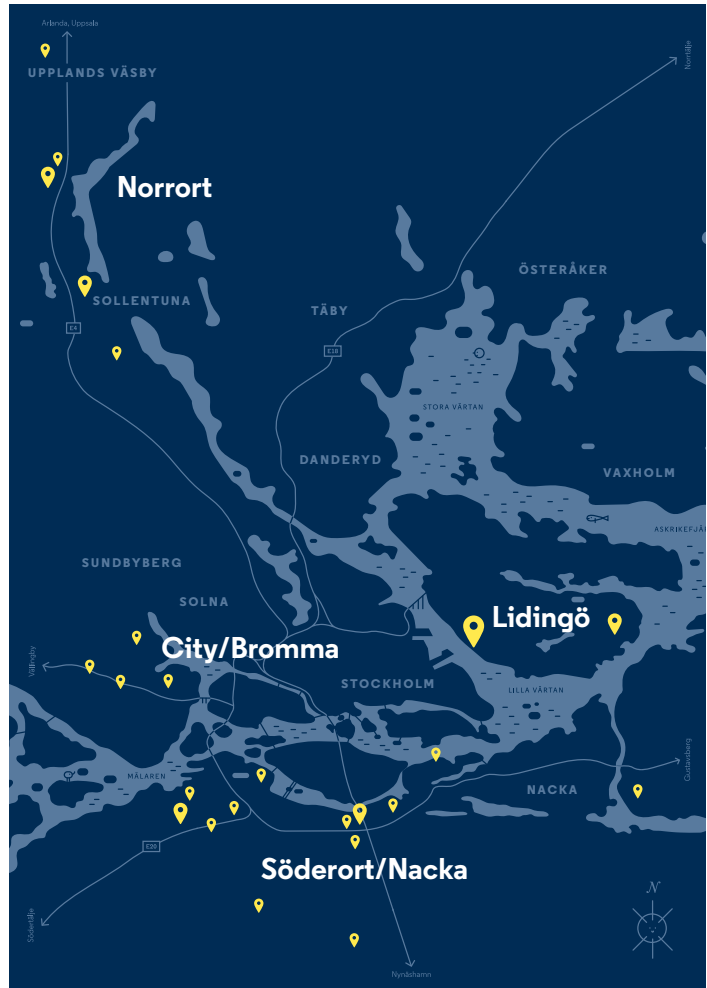 Arlanda, Uppsala
Norrtälje
UPPLANDS VÄSBY
Norrort
ÖSTERÅKER
SOLLENTUNA
TÄBY
E4
E18
STORA VÄRTAN
DANDERYD
VAXHOLM
ASKRIKEFJÄR
SUNDBYBERG
SOLNA
Lidingö
City/Bromma
Vällingby
STOCKHOLM
LILLA VÄRTAN
Gustavsberg
MÄLAREN
NACKA
E20
Söderort/Nacka
N
Södertälje
Nynäshamn